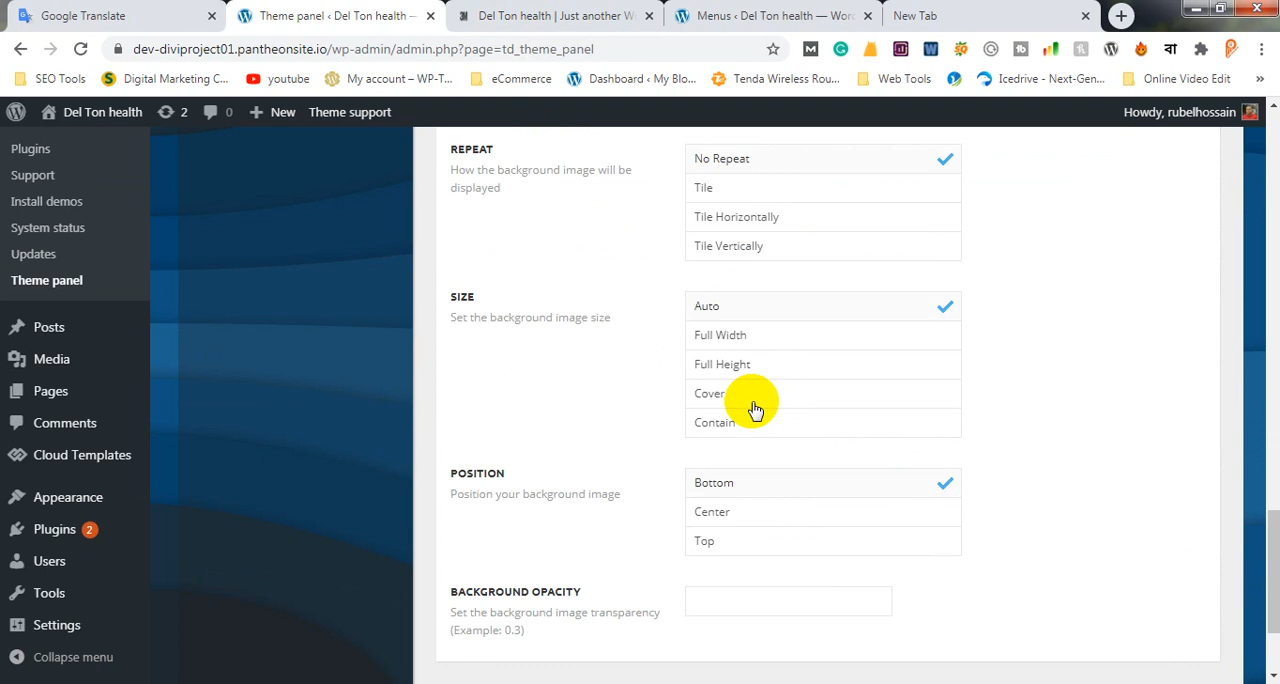 Google Translate
Theme panel ‹ Del Ton health —
Del Ton health | Just another W
Menus ‹ Del Ton health — Wor
New Tab
dev-diviproject01.pantheonsite.io/wp-admin/admin.php?page=td_theme_panel
SEO Tools
Digital Marketing C...
youtube
My account – WP-T...
eCommerce
Dashboard ‹ My Blo...
Tenda Wireless Rou...
Web Tools
Icedrive - Next-Gen...
Online Video Edit
»
Del Ton health
2
0
New
Theme support
Howdy, rubelhossain
Plugins
Support
Install demos
System status
Updates
Theme panel
Posts
Media
Pages
Comments
Cloud Templates
Appearance
Plugins 2
Users
Tools
Settings
Collapse menu
REPEAT
How the background image will be
displayed
No Repeat
Tile
Tile Horizontally
Tile Vertically
SIZE
Set the background image size
Auto
Full Width
Full Height
Cover
Contain
POSITION
Position your background image
Bottom
Center
Top
BACKGROUND OPACITY
Set the background image transparency
(Example: 0.3)